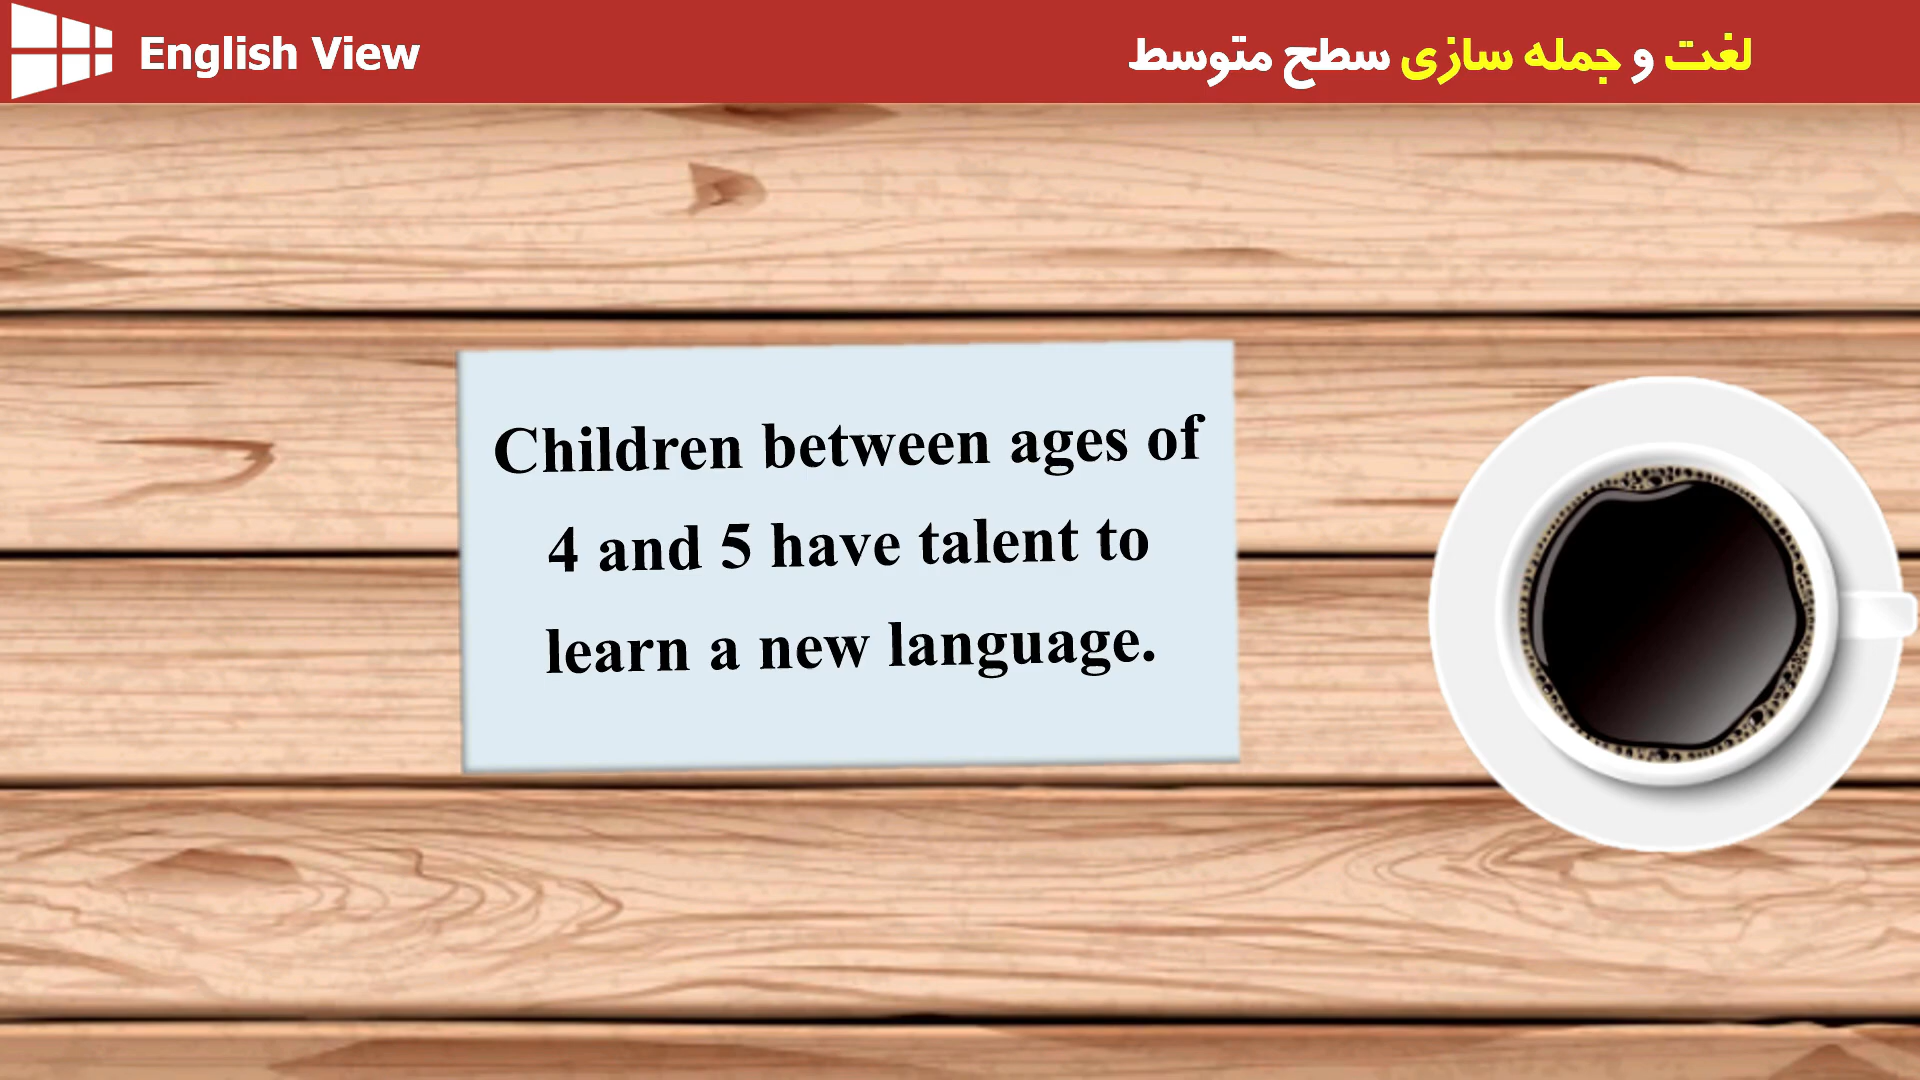 English View
لغت و جمله سازی سطح متوسط
Children between ages of
4 and 5 have talent to
learn a new language.